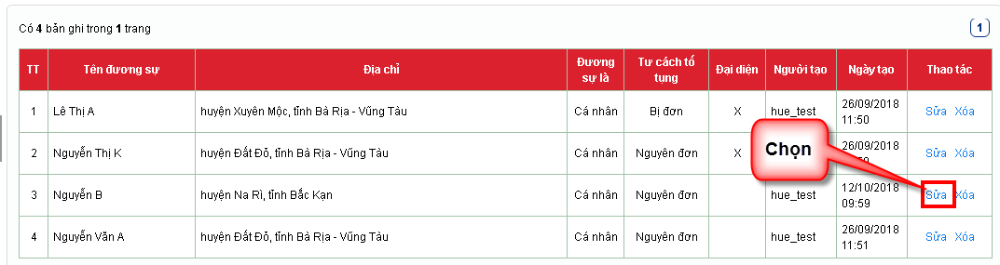 Có 4 bản ghi trong 1 trang 1
TT Tên đương sự Địa chỉ Đương sự là Tư cách tố tụng Đại diện Người tạo Ngày tạo Thao tác
1 Lê Thị A huyện Xuyên Mộc, tỉnh Bà Rịa - Vũng Tàu Cá nhân Bị đơn X hue_test 26/09/2018 11:50 Sửa Xóa
2 Nguyễn Thị K huyện Đất Đỏ, tỉnh Bà Rịa - Vũng Tàu Cá nhân Nguyên đơn X 26/09/2018
Chọn
3 Nguyễn B huyện Na Rì, tỉnh Bắc Kạn Cá nhân Nguyên đơn hue_test 12/10/2018 09:59 Sửa Xóa
4 Nguyễn Văn A huyện Đất Đỏ, tỉnh Bà Rịa - Vũng Tàu Cá nhân Nguyên đơn hue_test 26/09/2018 11:51 Sửa Xóa